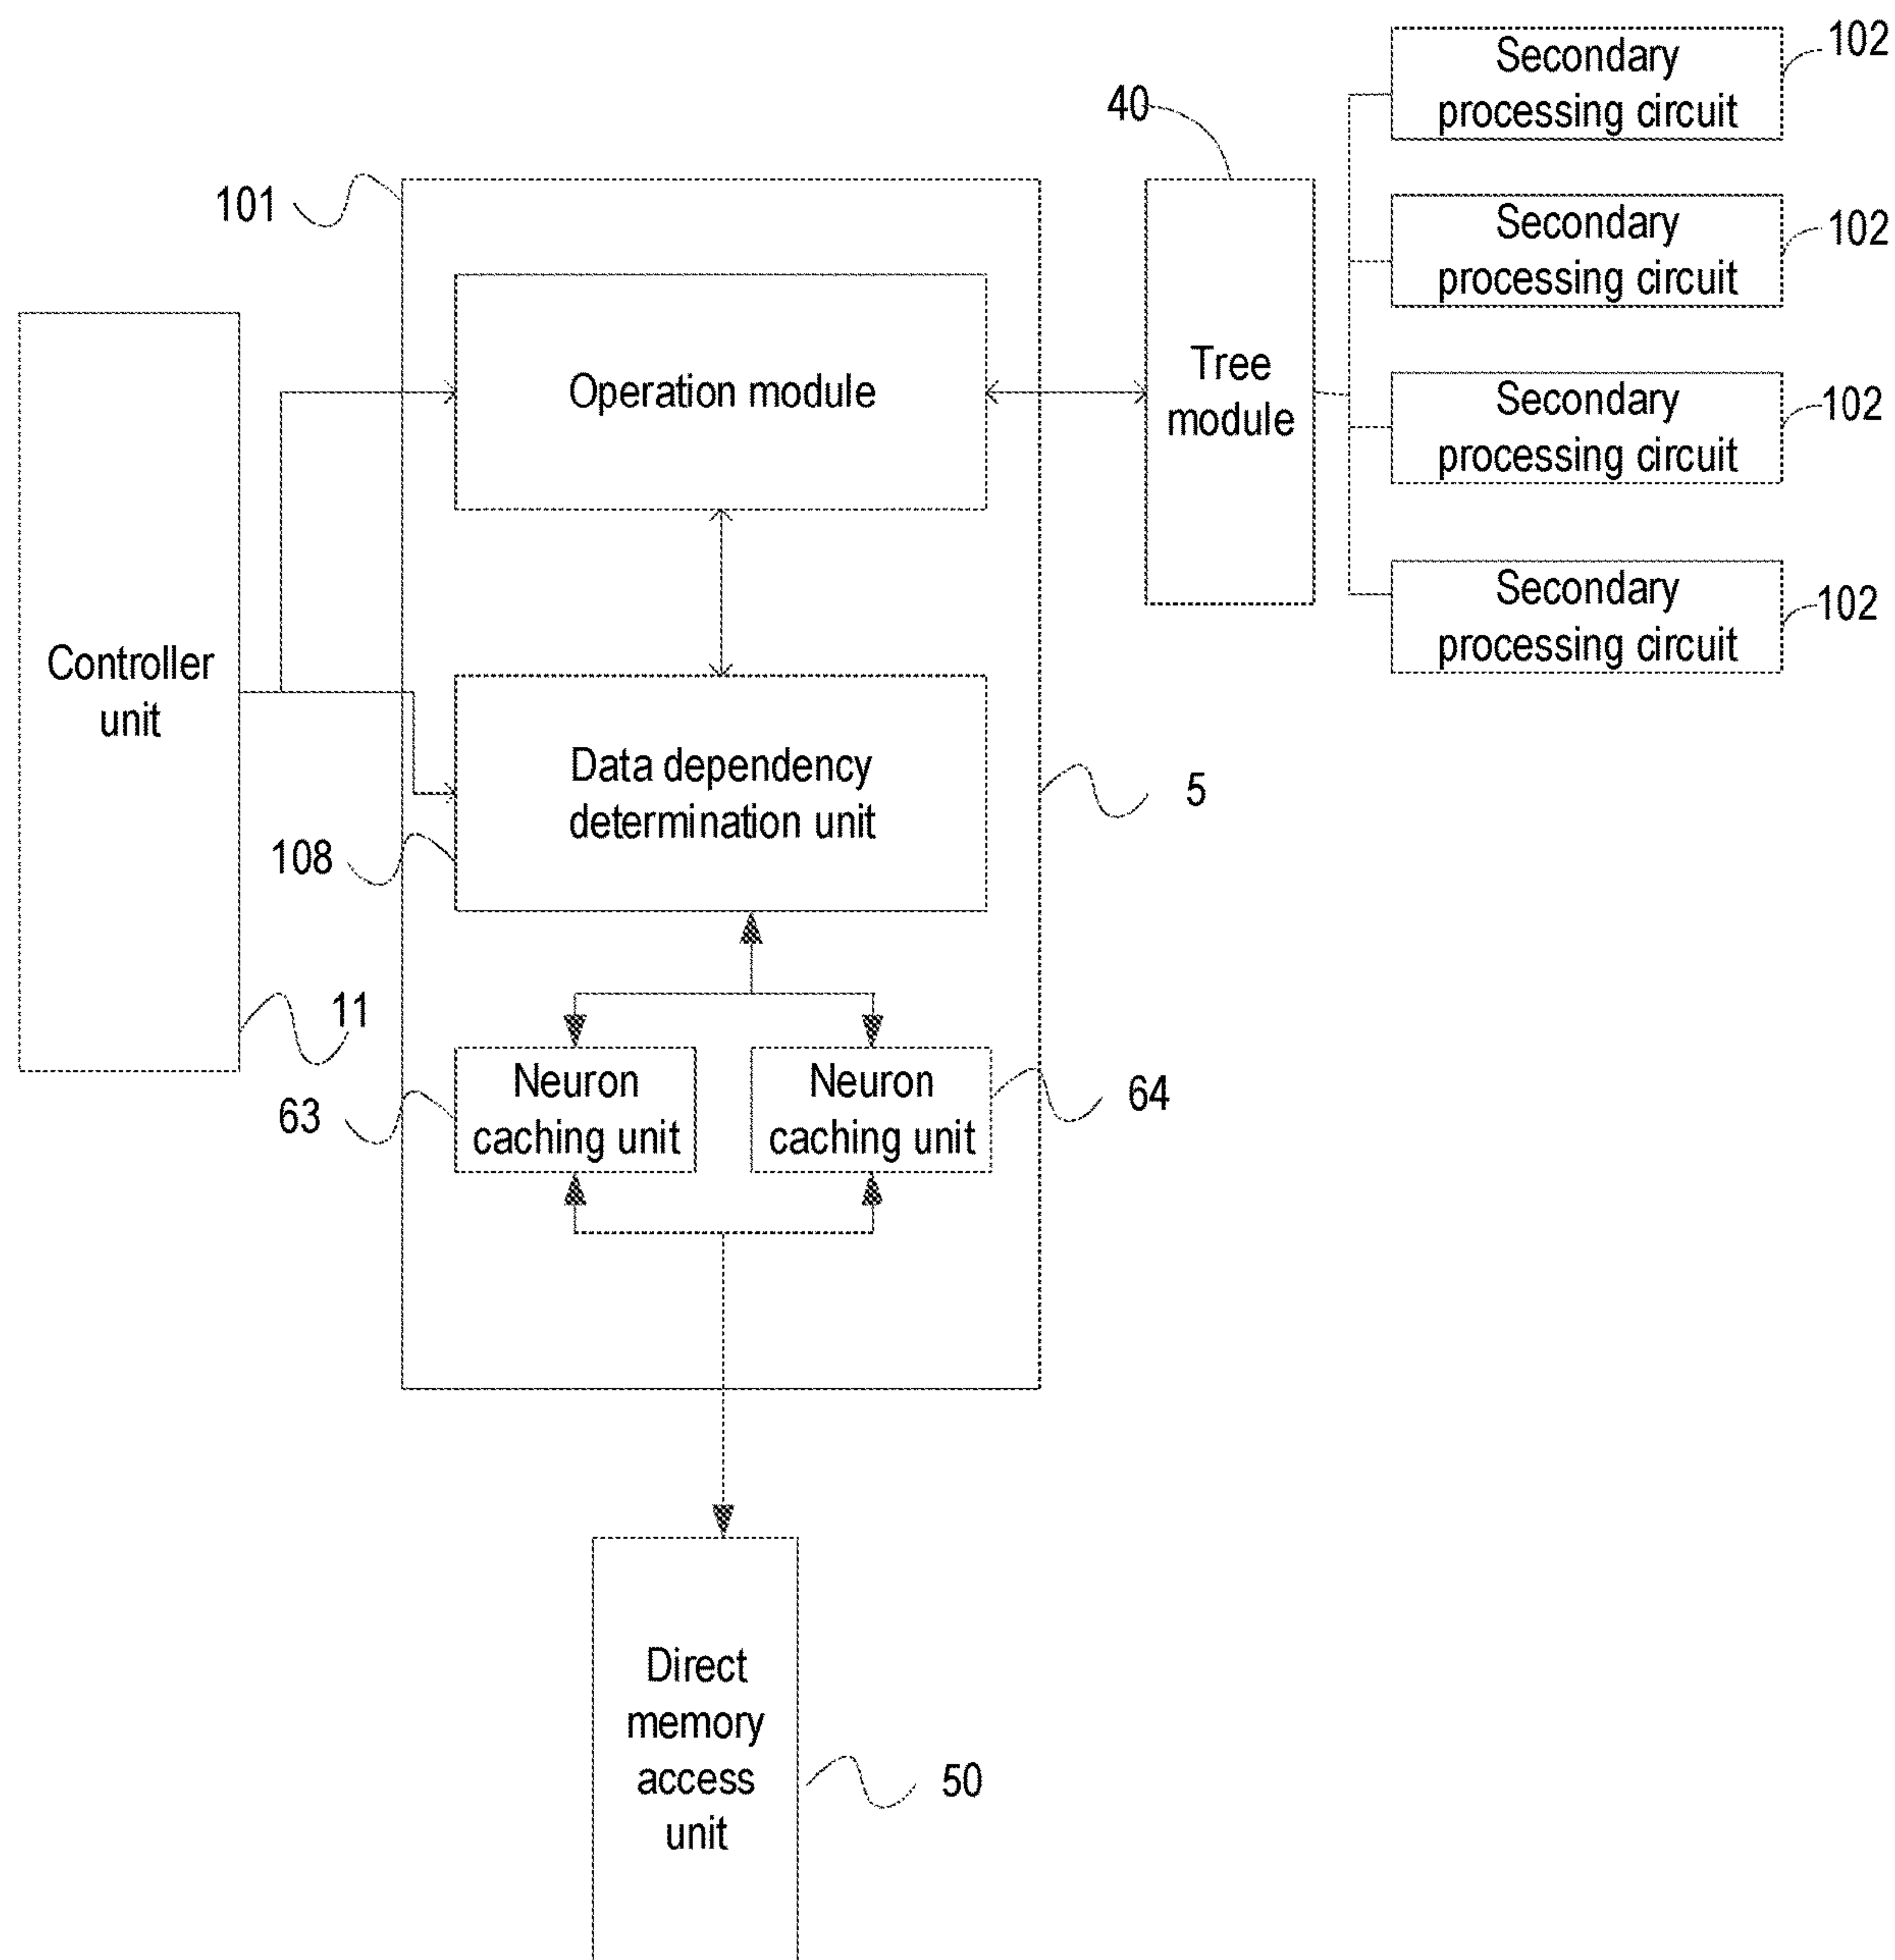 Secondary
processing circuit
102
40
Secondary
processing circuit
102
101
Operation module
Tree
module
Secondary
processing circuit
102
Secondary
processing circuit
102
Controller
unit
Data dependency
determination unit
5
108
11
Neuron
caching unit
63
Neuron
caching unit
64
Direct
memory
access
unit
50